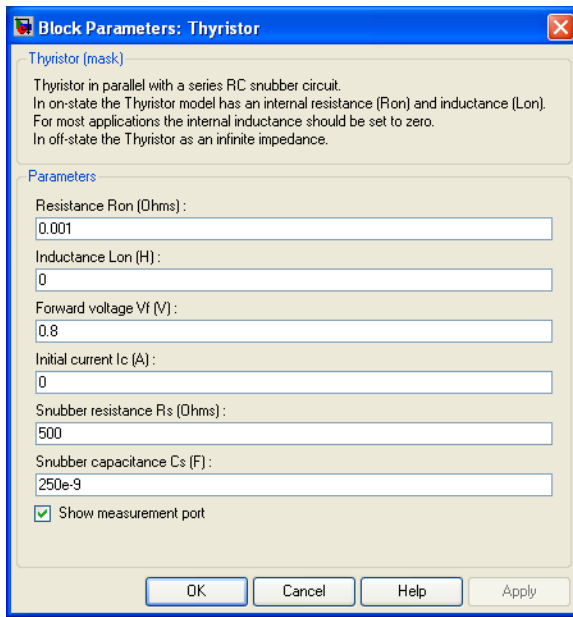 Block Parameters: Thyristor
Thyristor (mask)
Thyristor in parallel with a series RC snubber circuit.
In on-state the Thyristor model has an internal resistance (Ron) and inductance (Lon).
For most applications the internal inductance should be set to zero.
In off-state the Thyristor as an infinite impedance.
Parameters
Resistance Ron (Ohms) :
0.001
Inductance Lon (H) :
0
Forward voltage Vf (V) :
0.8
Initial current Ic (A) :
0
Snubber resistance Rs (Ohms) :
500
Snubber capacitance Cs (F) :
250e-9
Show measurement port
OK Cancel Help Apply